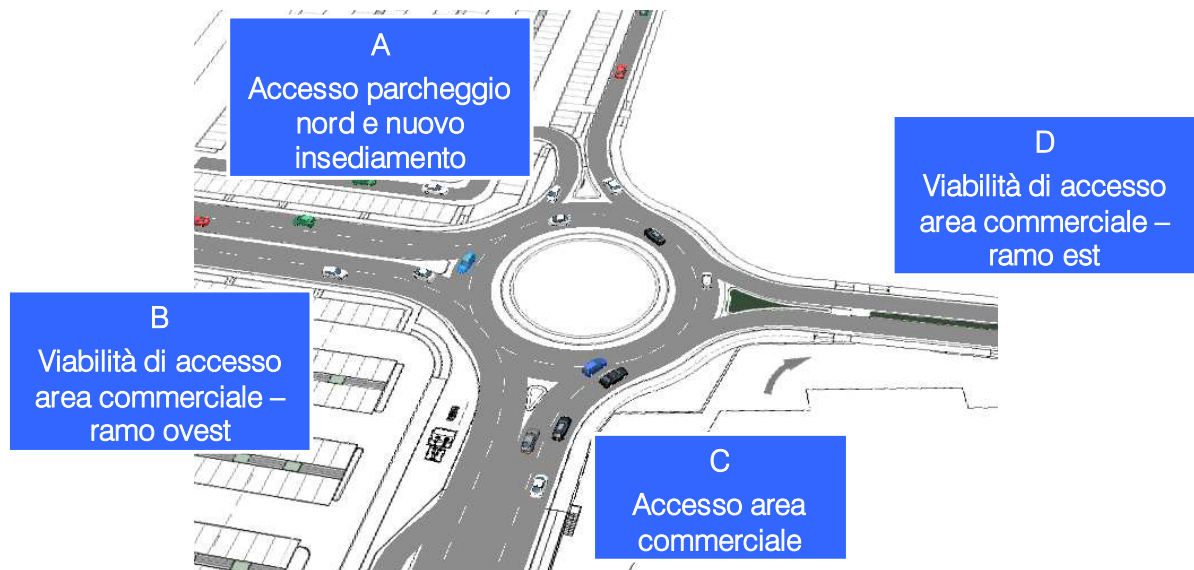 A
Accesso parcheggio
nord e nuovo
insediamento
D
Viabilità di accesso
area commerciale –
ramo est
B
Viabilità di accesso
area commerciale –
ramo ovest
C
Accesso area
commerciale